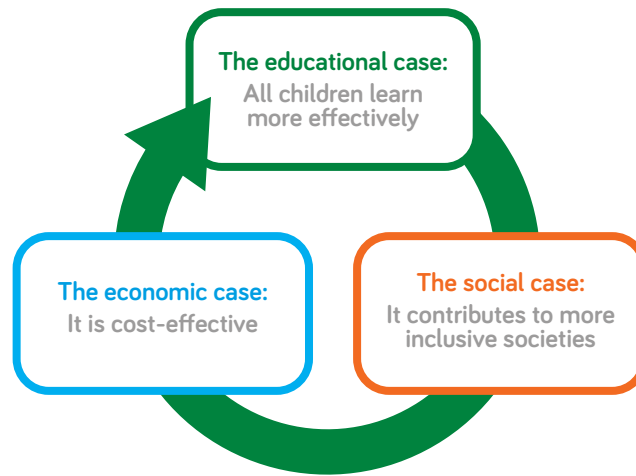 The educational case:
All children learn
more effectively
The economic case:
It is cost-effective
The social case:
It contributes to more
inclusive societies